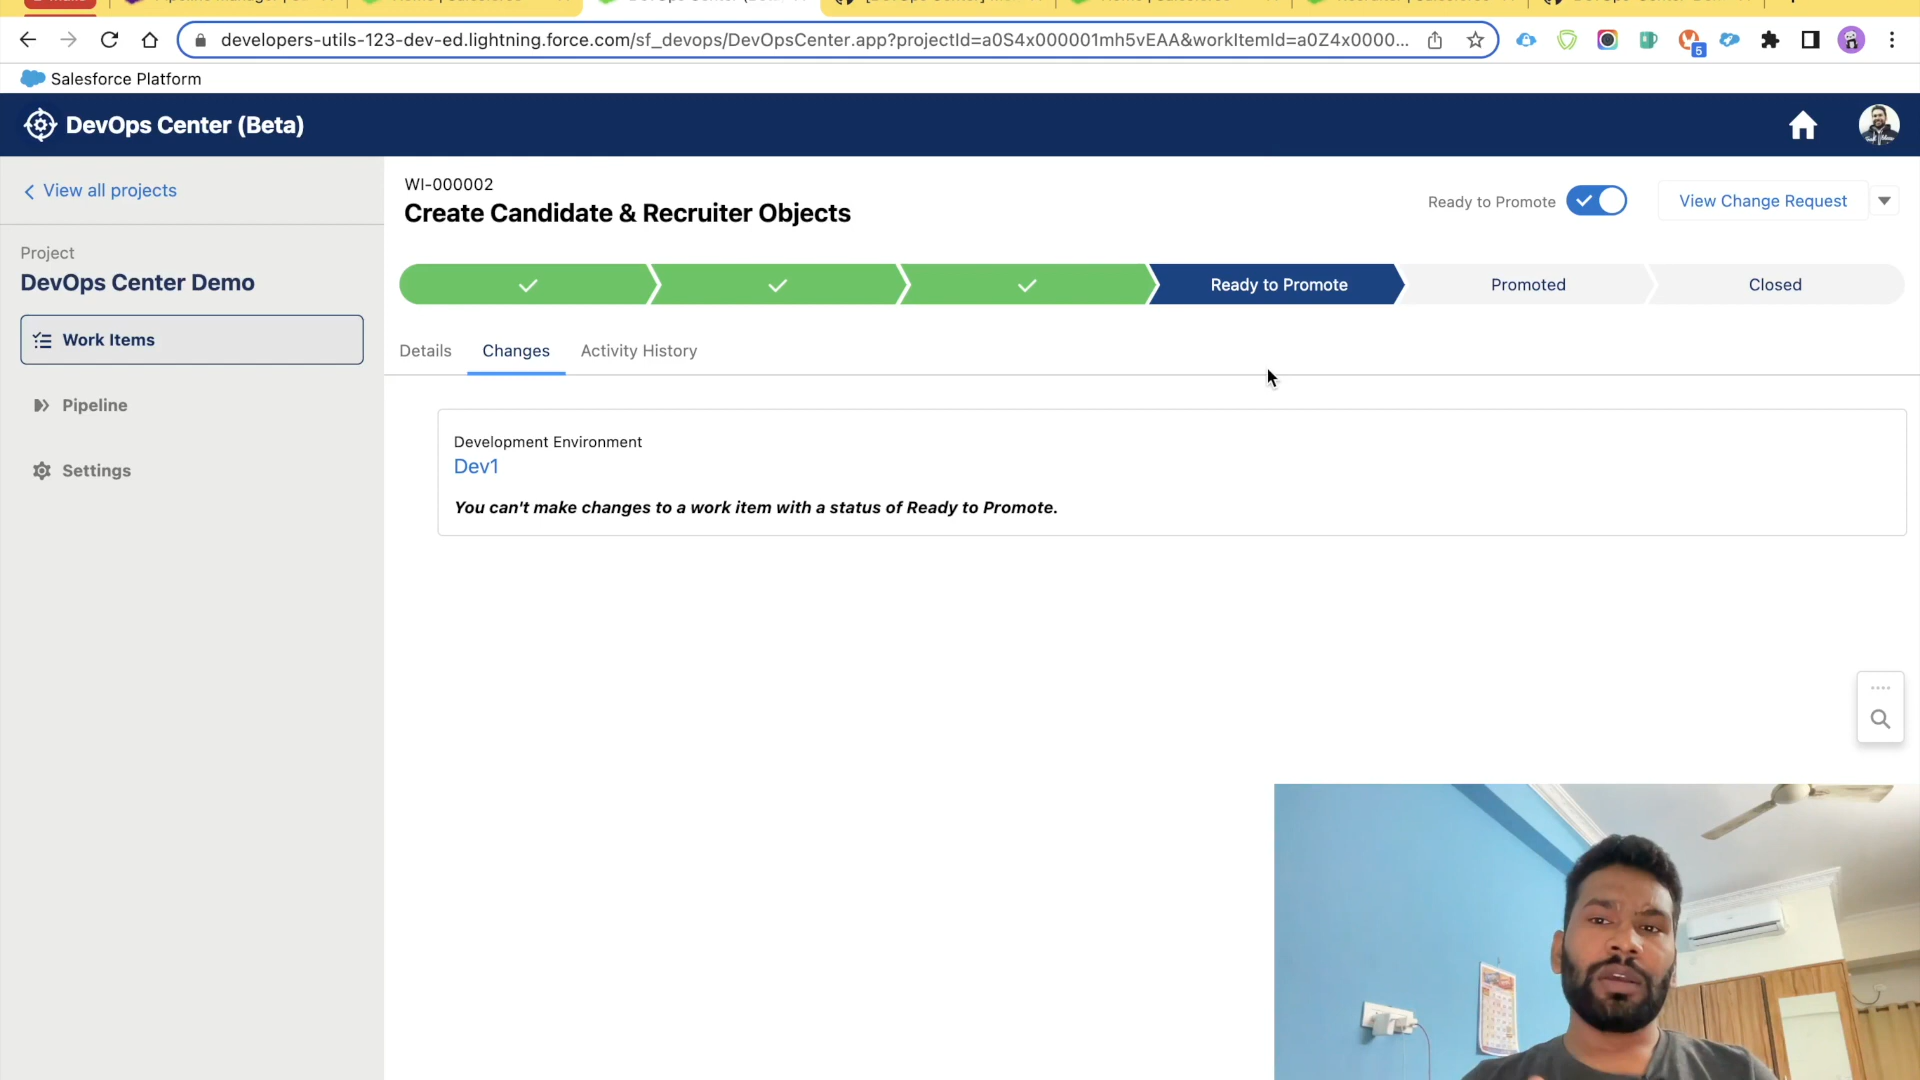 developers-utils-123-dev-ed.lightning.force.com/sf_devops/DevOpsCenter.app?projectId=a0S4x000001mh5vEAA&workItemId=a0Z4x0000...
5
Salesforce Platform
DevOps Center (Beta)
View all projects
WI-000002
Create Candidate & Recruiter Objects
Ready to Promote
View Change Request
Project
DevOps Center Demo
Ready to Promote
Promoted
Closed
Work Items
Details
Changes
Activity History
Pipeline
Development Environment
Dev1
Settings
You can't make changes to a work item with a status of Ready to Promote.